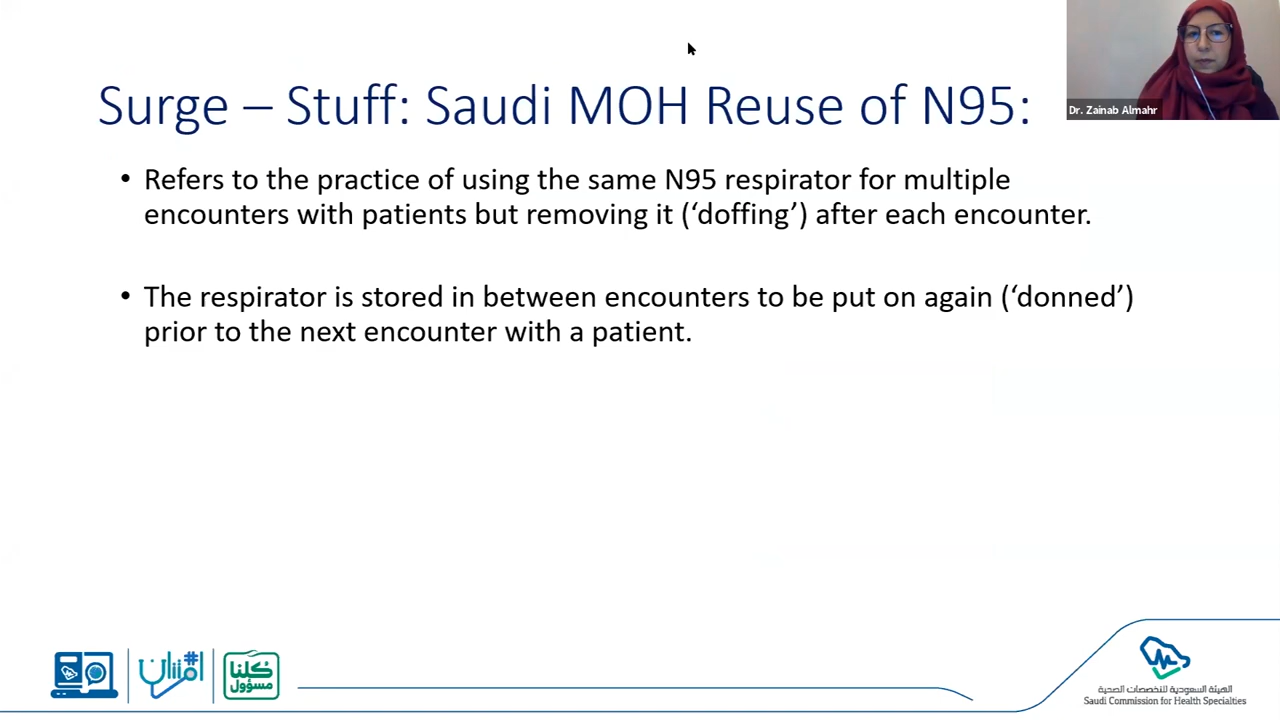 Surge – Stuff: Saudi MOH Reuse of N95:
Dr. Zainab Almahr
• Refers to the practice of using the same N95 respirator for multiple
encounters with patients but removing it (‘doffing’) after each encounter.
• The respirator is stored in between encounters to be put on again (‘donned’)
prior to the next encounter with a patient.
#امتنان
كلنا
مسؤول
الهيئة السعودية للتخصصات الصحية
Saudi Commission for Health Specialties